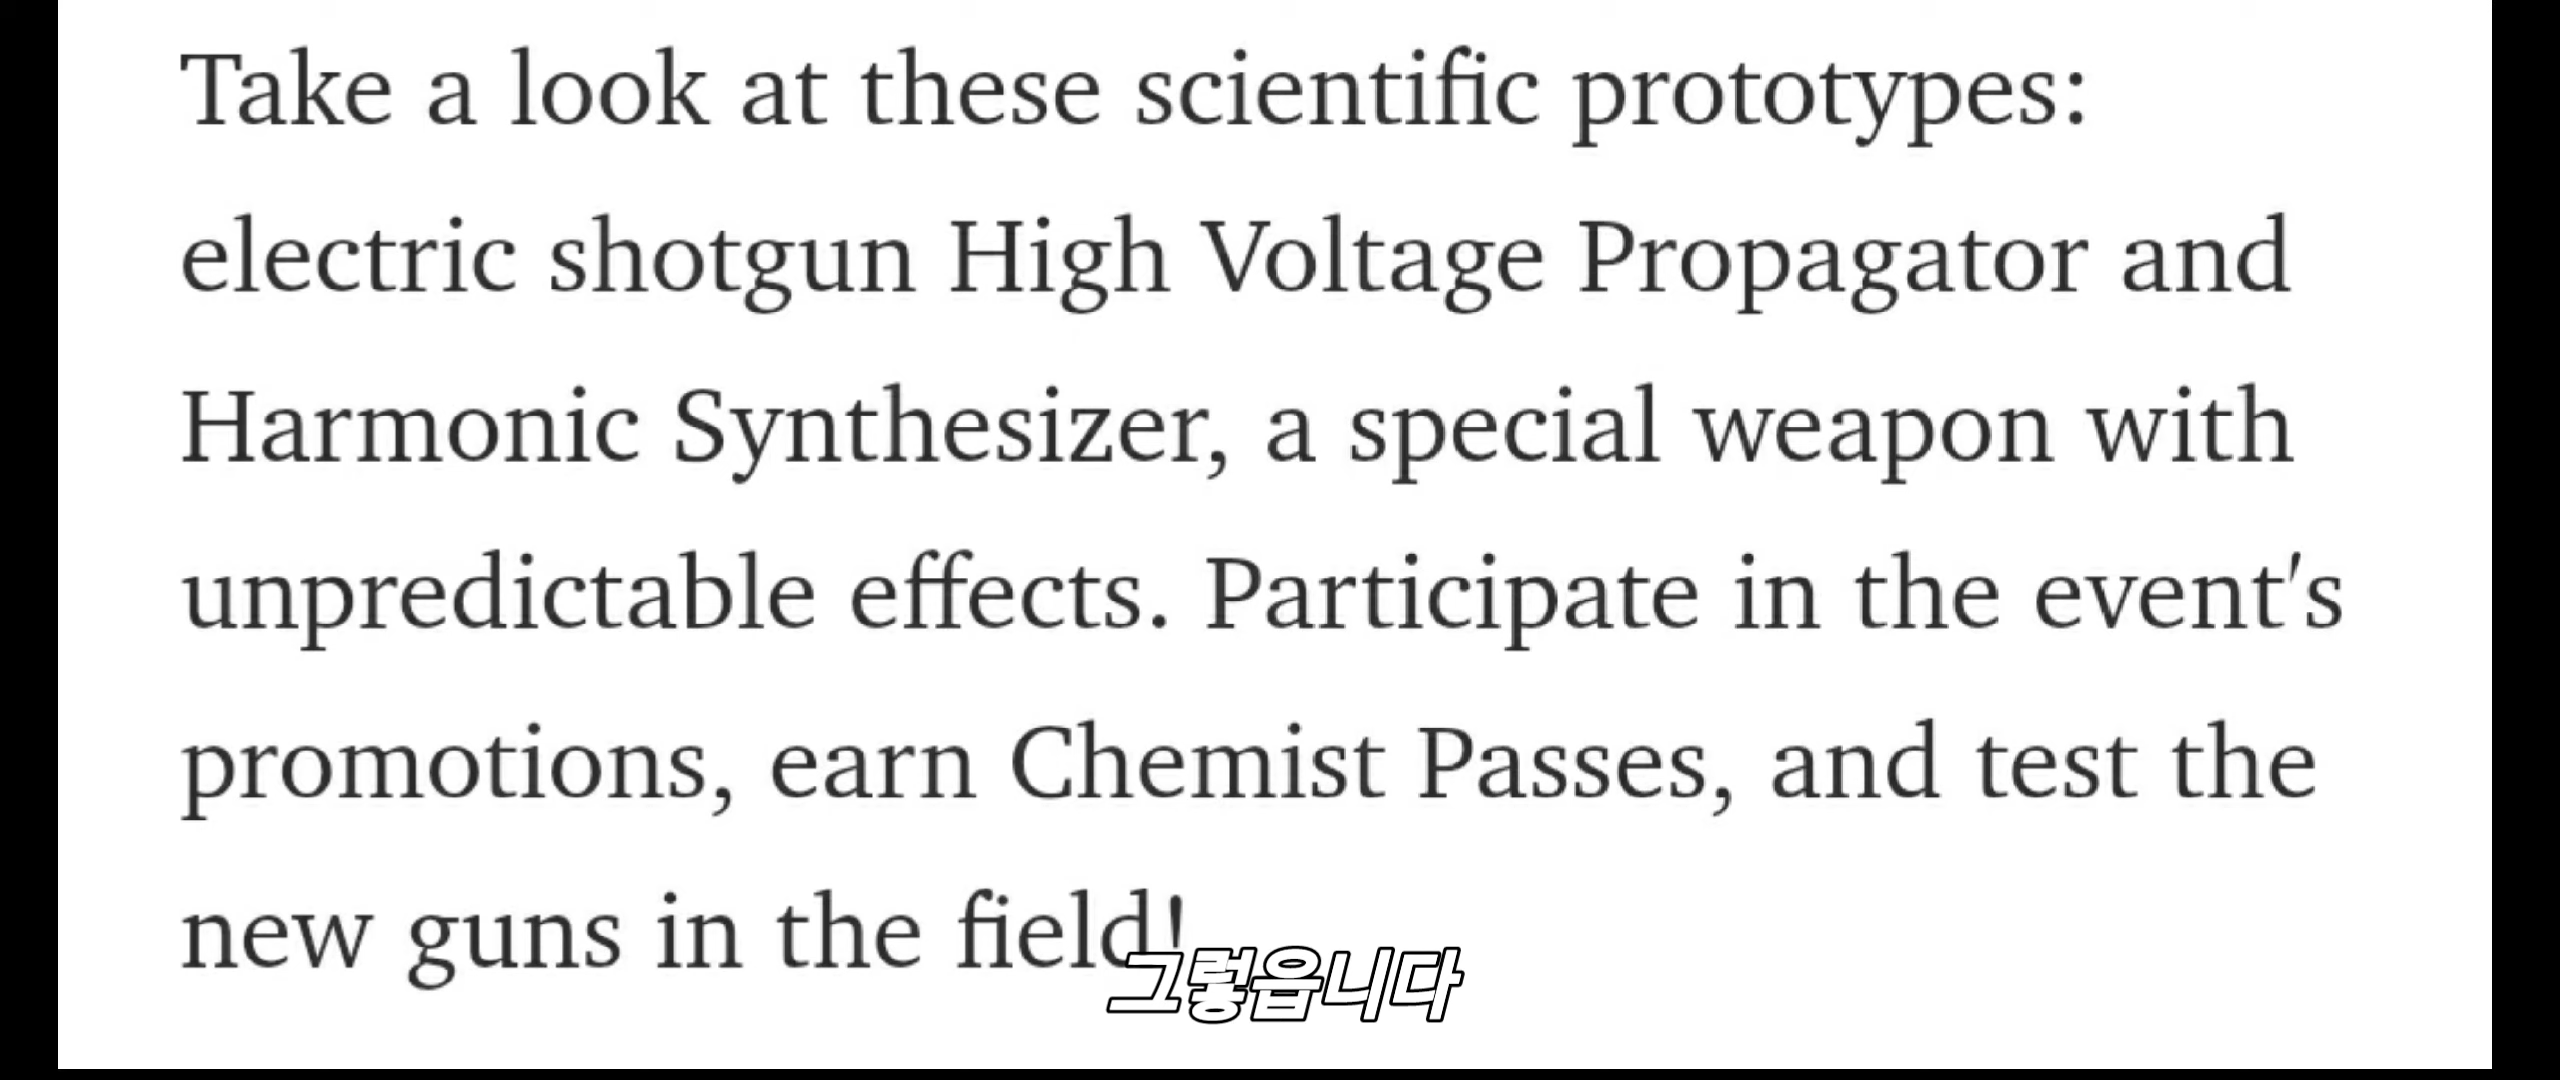 Take a look at these scientific prototypes:
electric shotgun High Voltage Propagator and
Harmonic Synthesizer, a special weapon with
unpredictable effects. Participate in the event's
promotions, earn Chemist Passes, and test the
new guns in the field!
그렇읍니다